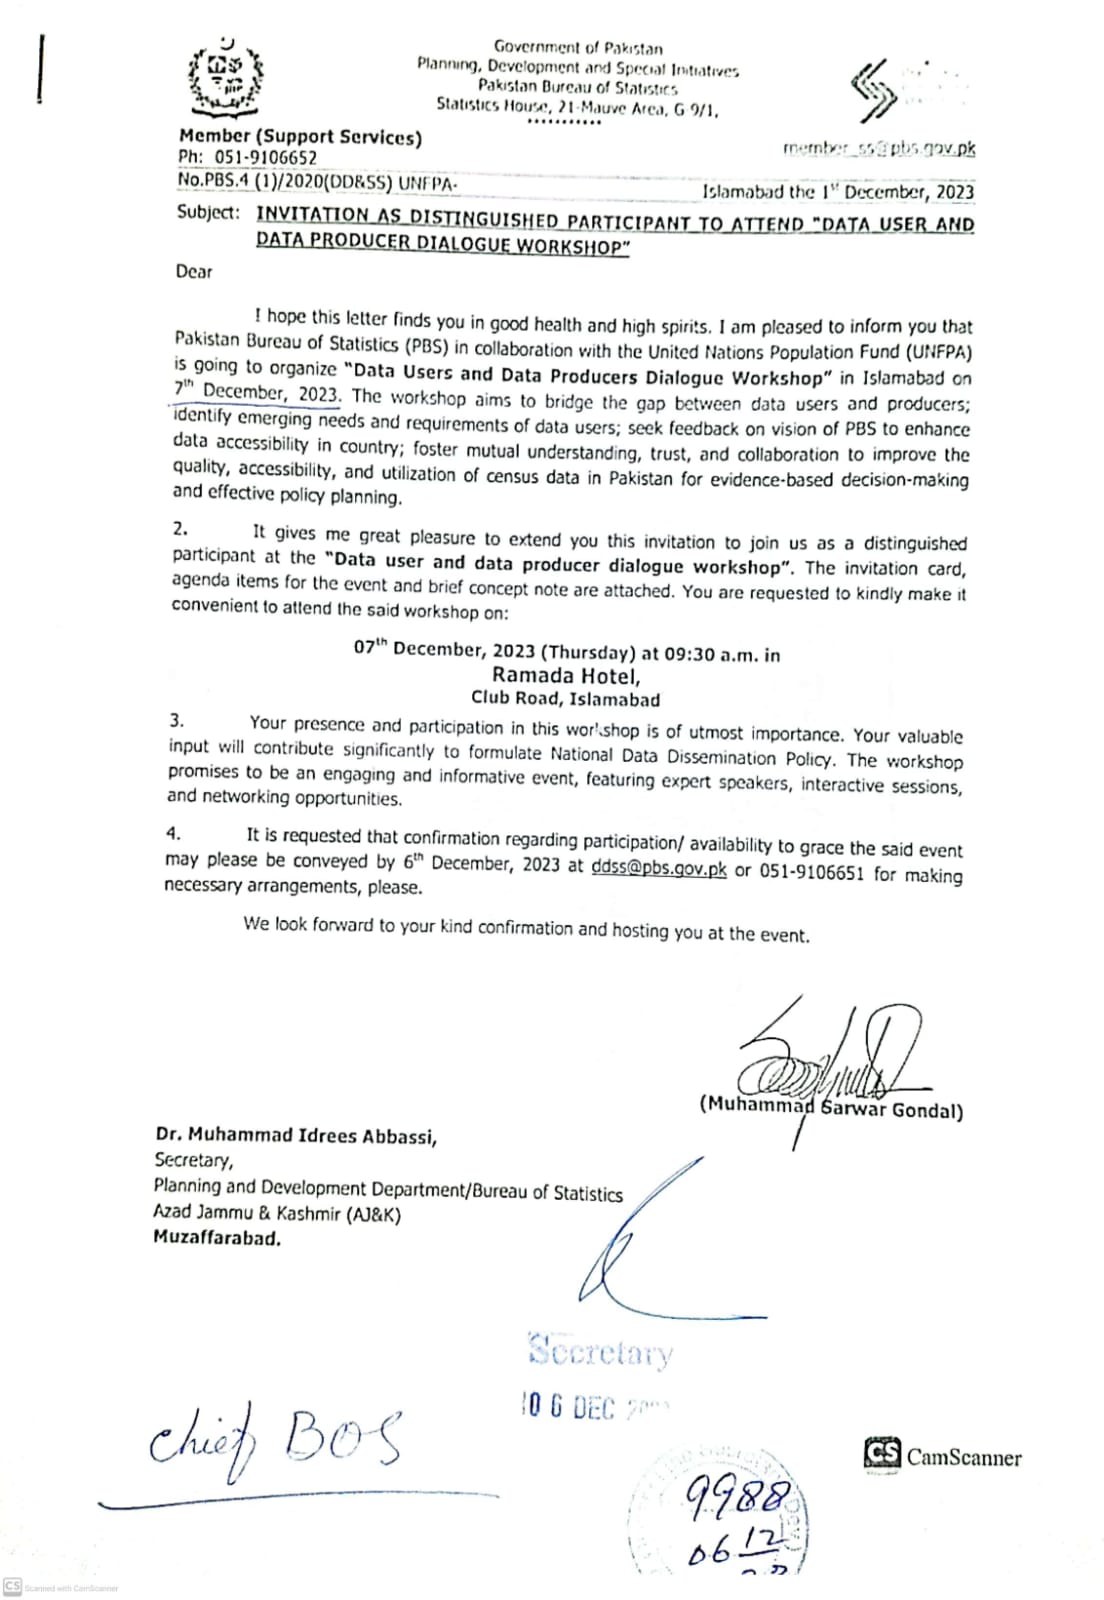 Government of Pakistan
Planning, Development and Special Initiatives
Pakistan Bureau of Statistics
Statistics House, 21-Mauve Area, G 9/1,
***********
Member (Support Services)
Ph: 051-9106652
member_ss@pbs.gov.pk
No.PBS.4 (1)/2020(DD&SS) UNFPA-
Islamabad the 1st December, 2023
Subject: INVITATION AS DISTINGUISHED PARTICIPANT TO ATTEND "DATA USER AND
DATA PRODUCER DIALOGUE WORKSHOP"
Dear
I hope this letter finds you in good health and high spirits. I am pleased to inform you that
Pakistan Bureau of Statistics (PBS) in collaboration with the United Nations Population Fund (UNFPA)
is going to organize "Data Users and Data Producers Dialogue Workshop" in Islamabad on
7th December, 2023. The workshop aims to bridge the gap between data users and producers;
identify emerging needs and requirements of data users; seek feedback on vision of PBS to enhance
data accessibility in country; foster mutual understanding, trust, and collaboration to improve the
quality, accessibility, and utilization of census data in Pakistan for evidence-based decision-making
and effective policy planning.
2. It gives me great pleasure to extend you this invitation to join us as a distinguished
participant at the "Data user and data producer dialogue workshop". The invitation card,
agenda items for the event and brief concept note are attached. You are requested to kindly make it
convenient to attend the said workshop on:
07th December, 2023 (Thursday) at 09:30 a.m. in
Ramada Hotel,
Club Road, Islamabad
3. Your presence and participation in this workshop is of utmost importance. Your valuable
input will contribute significantly to formulate National Data Dissemination Policy. The workshop
promises to be an engaging and informative event, featuring expert speakers, interactive sessions,
and networking opportunities.
4. It is requested that confirmation regarding participation/ availability to grace the said event
may please be conveyed by 6th December, 2023 at ddss@pbs.gov.pk or 051-9106651 for making
necessary arrangements, please.
We look forward to your kind confirmation and hosting you at the event.
(Muhammad Sarwar Gondal)
Dr. Muhammad Idrees Abbassi,
Secretary,
Planning and Development Department/Bureau of Statistics
Azad Jammu & Kashmir (AJ&K)
Muzaffarabad.
Secretary
06 DEC
Chief BOS
CS CamScanner
9988
06 12
CS Scanned with CamScanner